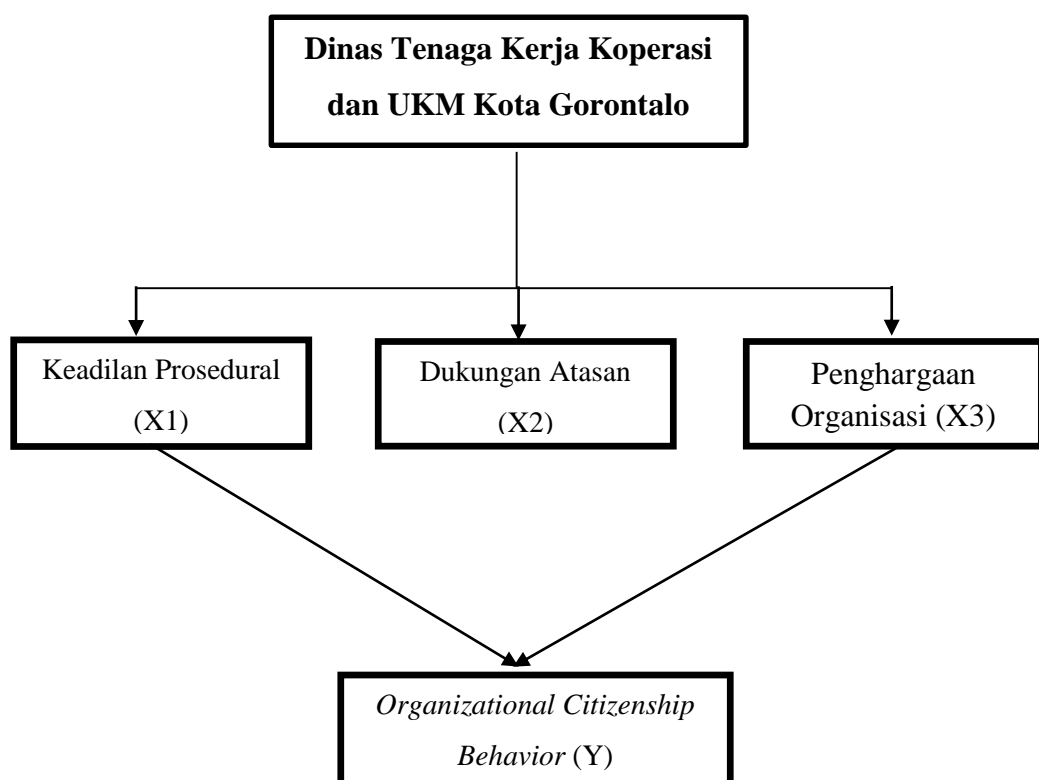 Dinas Tenaga Kerja Koperasi
dan UKM Kota Gorontalo
Keadilan Prosedural
(X1)
Dukungan Atasan
(X2)
Penghargaan
Organisasi (X3)
Organizational Citizenship
Behavior (Y)